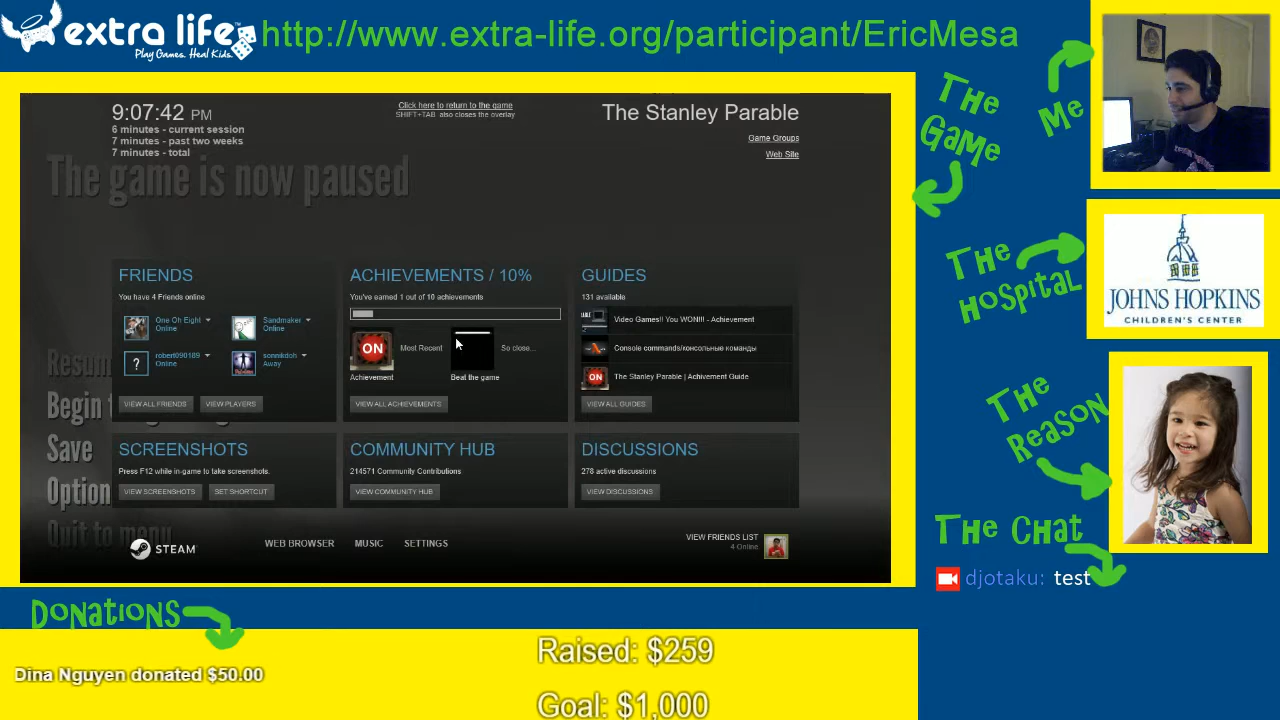 extra life
Play Games. Heal Kids.
http://www.extra-life.org/participant/EricMesa
9:07:42 PM
6 minutes - current session
7 minutes - past two weeks
7 minutes - total
Click here to return to the game
SHIFT+TAB also closes the overlay
The Stanley Parable
Game Groups
Web Site
The game is now paused
FRIENDS
You have 4 Friends online
One Oh Eight
Online
Sandmaker
Online
robert090189
Online
sonnikdoh
Away
VIEW ALL FRIENDS
VIEW PLAYERS
ACHIEVEMENTS / 10%
You've earned 1 out of 10 achievements
ON
Most Recent
So close...
Achievement
Beat the game
VIEW ALL ACHIEVEMENTS
GUIDES
131 available
Video Games!! You WON!!! - Achievement
Console commands/консольные команды
The Stanley Parable | Achivement Guide
VIEW ALL GUIDES
Resum
Begin t
Save
Option
Quit to menu
SCREENSHOTS
Press F12 while in-game to take screenshots.
VIEW SCREENSHOTS
SET SHORTCUT
COMMUNITY HUB
214571 Community Contributions
VIEW COMMUNITY HUB
DISCUSSIONS
278 active discussions
VIEW DISCUSSIONS
STEAM
WEB BROWSER
MUSIC
SETTINGS
VIEW FRIENDS LIST
4 Online
The Game
Me
The Hospital
JOHNS HOPKINS
CHILDREN'S CENTER
The Reason
The Chat
djotaku: test
Donations
Dina Nguyen donated $50.00
Raised: $259
Goal: $1,000